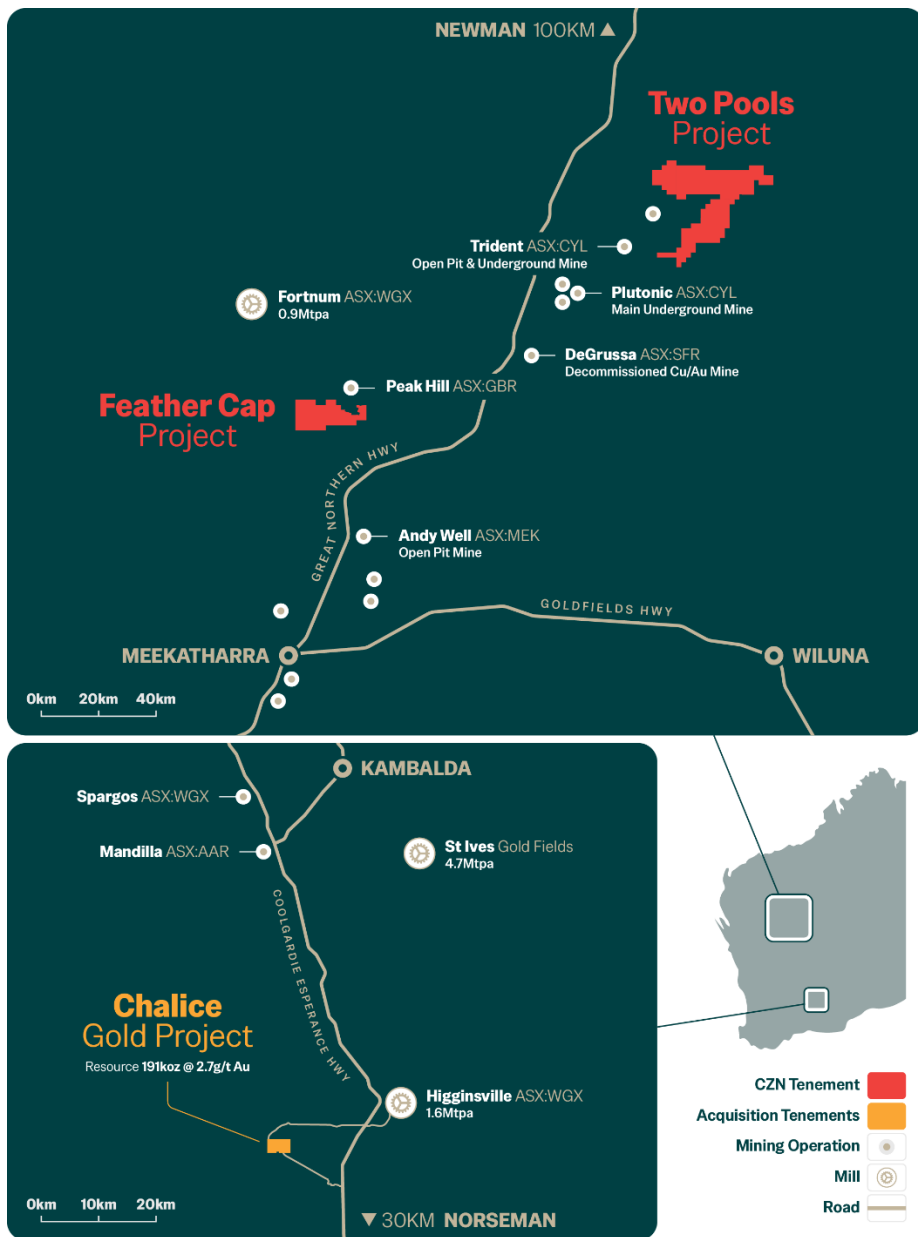 NEWMAN 100KM ▲
Two Pools
Project
Trident ASX:CYL
Open Pit & Underground Mine
Fortnum ASX:WGX
0.9Mtpa
Plutonic ASX:CYL
Main Underground Mine
DeGrussa ASX:SFR
Decommissioned Cu/Au Mine
Peak Hill ASX:GBR
Feather Cap
Project
GREAT NORTHERN HWY
Andy Well ASX:MEK
Open Pit Mine
GOLDFIELDS HWY
MEEKATHARRA
WILUNA
0km 20km 40km
KAMBALDA
Spargos ASX:WGX
Mandilla ASX:AAR
St Ives Gold Fields
4.7Mtpa
COOLGARDIE ESPERANCE HWY
Chalice
Gold Project
Resource 191koz @ 2.7g/t Au
Higginsville ASX:WGX
1.6Mtpa
0km 10km 20km
▼ 30KM NORSEMAN
CZN Tenement
Acquisition Tenements
Mining Operation
Mill
Road